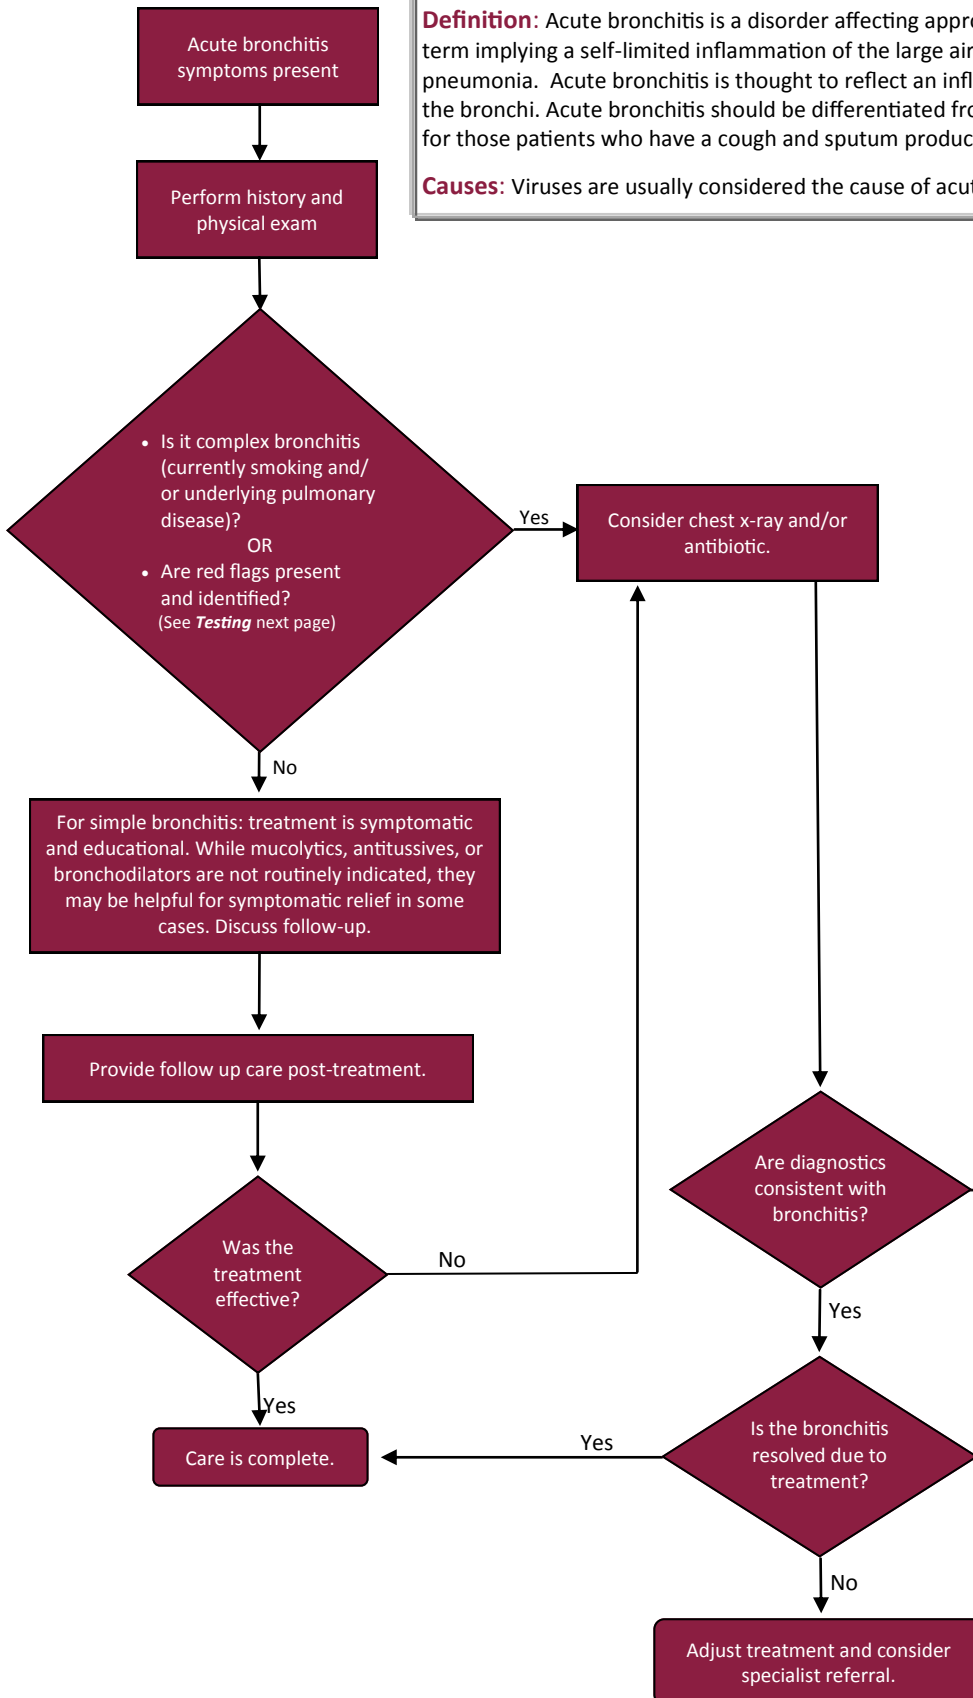 Acute bronchitis
symptoms present
Definition: Acute bronchitis is a disorder affecting
term implying a self-limited inflammation of the large
pneumonia.  Acute bronchitis is thought to reflect an
the bronchi. Acute bronchitis should be differentiated
for those patients who have a cough and sputum
Causes: Viruses are usually considered the cause of
Perform history and
physical exam
• Is it complex bronchitis
(currently smoking and/
or underlying pulmonary
disease)?
OR
• Are red flags present
and identified?
(See Testing next page)
Yes
Consider chest x-ray and/or
antibiotic.
No
For simple bronchitis: treatment is symptomatic
and educational. While mucolytics, antitussives, or
bronchodilators are not routinely indicated, they
may be helpful for symptomatic relief in some
cases. Discuss follow-up.
Provide follow up care post-treatment.
Was the
treatment
effective?
No
Yes
Care is complete.
Are diagnostics
consistent with
bronchitis?
Yes
Is the bronchitis
resolved due to
treatment?
Yes
No
Adjust treatment and consider
specialist referral.